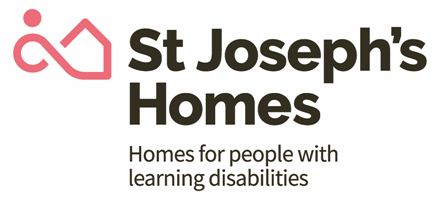 St Joseph’s
Homes
Homes for people with
learning disabilities